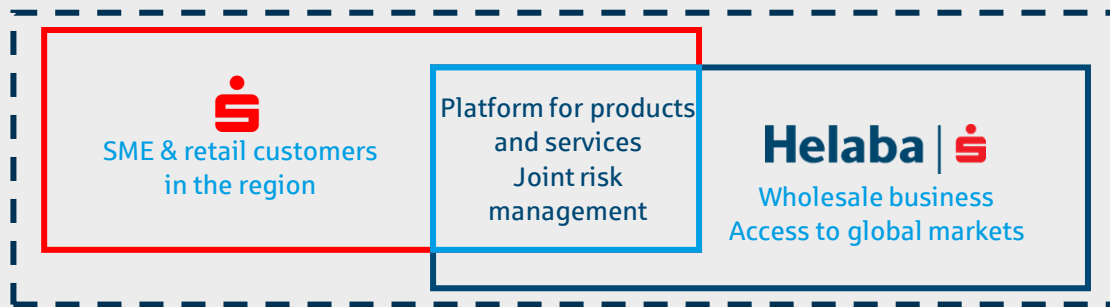 SME & retail customers
in the region
Platform for products
and services
Joint risk
management
Helaba
Wholesale business
Access to global markets